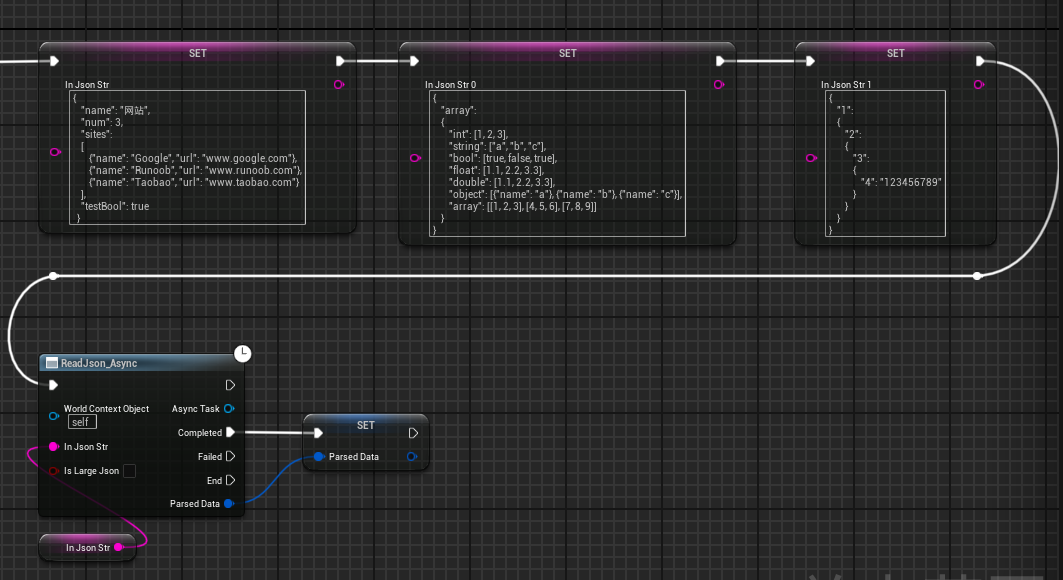 SET
In Json Str
{
"name": "网站",
"num": 3,
"sites":
[
{"name": "Google", "url": "www.google.com"},
{"name": "Runoob", "url": "www.runoob.com"},
{"name": "Taobao", "url": "www.taobao.com"}
],
"testBool": true
}
SET
In Json Str 0
{
"array":
{
"int": [1, 2, 3],
"string": ["a", "b", "c"],
"bool": [true, false, true],
"float": [1.1, 2.2, 3.3],
"double": [1.1, 2.2, 3.3],
"object": [{"name": "a"}, {"name": "b"}, {"name": "c"}],
"array": [[1, 2, 3], [4, 5, 6], [7, 8, 9]]
}
}
SET
In Json Str 1
{
"1":
{
"2":
{
"3":
{
"4": "123456789"
}
}
}
}
ReadJson_Async
World Context Object
self
In Json Str
Is Large Json
Async Task
Completed
Failed
End
Parsed Data
SET
Parsed Data
In Json Str